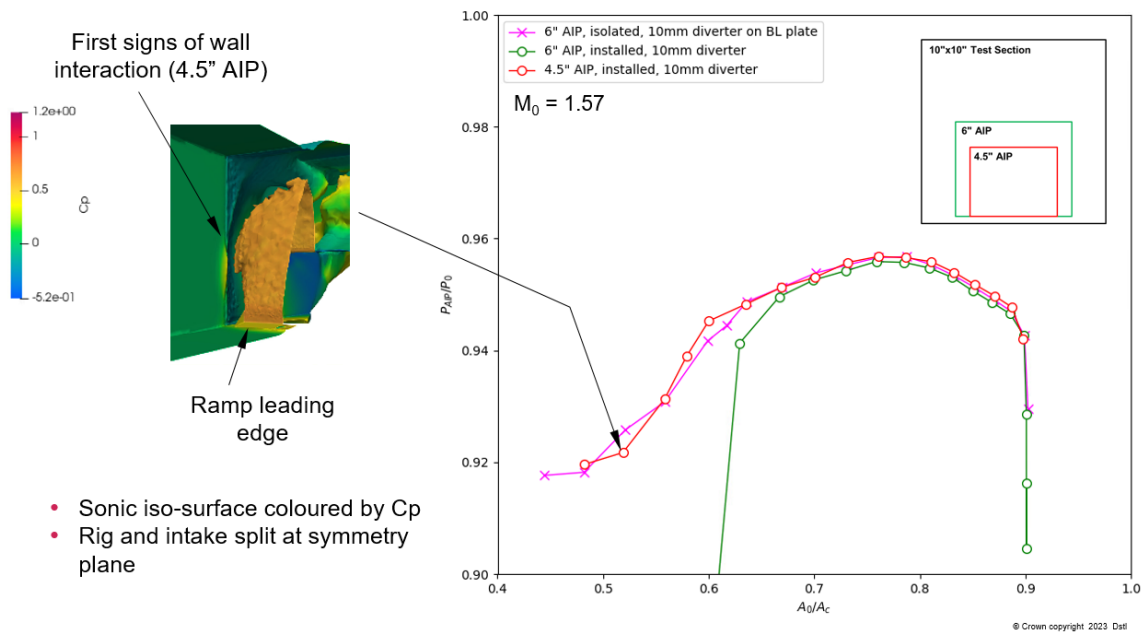 First signs of wall
interaction (4.5” AIP)
1.2e+00
1
0.5
0
-5.2e-01
Cp
Ramp leading
edge
• Sonic iso-surface coloured by Cp
• Rig and intake split at symmetry
plane
6" AIP, isolated, 10mm diverter on BL plate
6" AIP, installed, 10mm diverter
4.5" AIP, installed, 10mm diverter
M₀ = 1.57
10"x10" Test Section
6" AIP
4.5" AIP
1.00
0.98
0.96
0.94
0.92
0.90
P_AIP/P₀
0.4
0.5
0.6
0.7
0.8
0.9
1.0
A₀/A_c
© Crown copyright 2023 Dstl